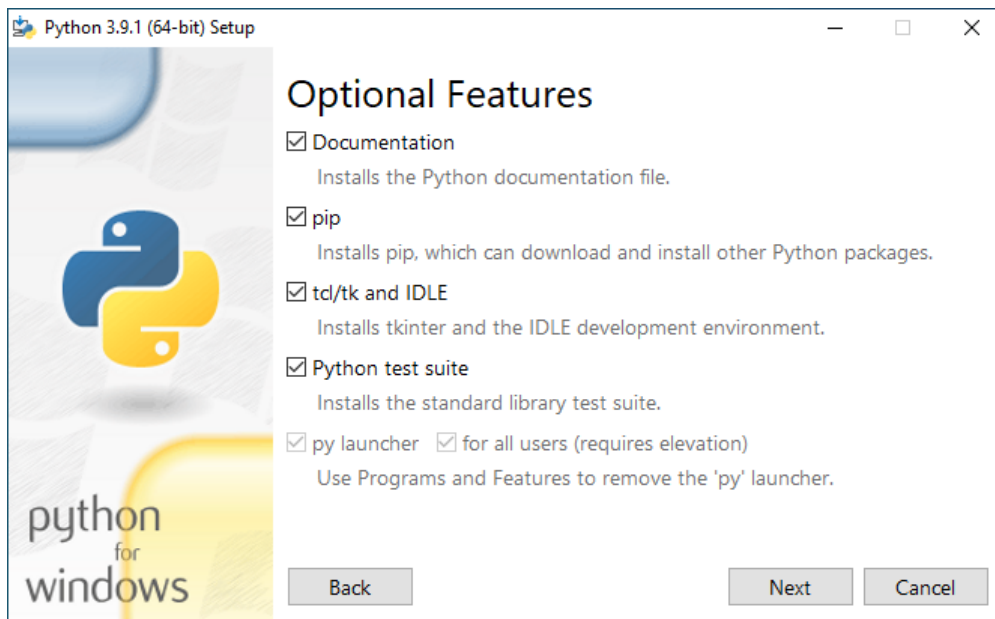 Python 3.9.1 (64-bit) Setup
Optional Features
Documentation
Installs the Python documentation file.
pip
Installs pip, which can download and install other Python packages.
tcl/tk and IDLE
Installs tkinter and the IDLE development environment.
Python test suite
Installs the standard library test suite.
py launcher for all users (requires elevation)
Use Programs and Features to remove the 'py' launcher.
python
for
windows
Back Next Cancel